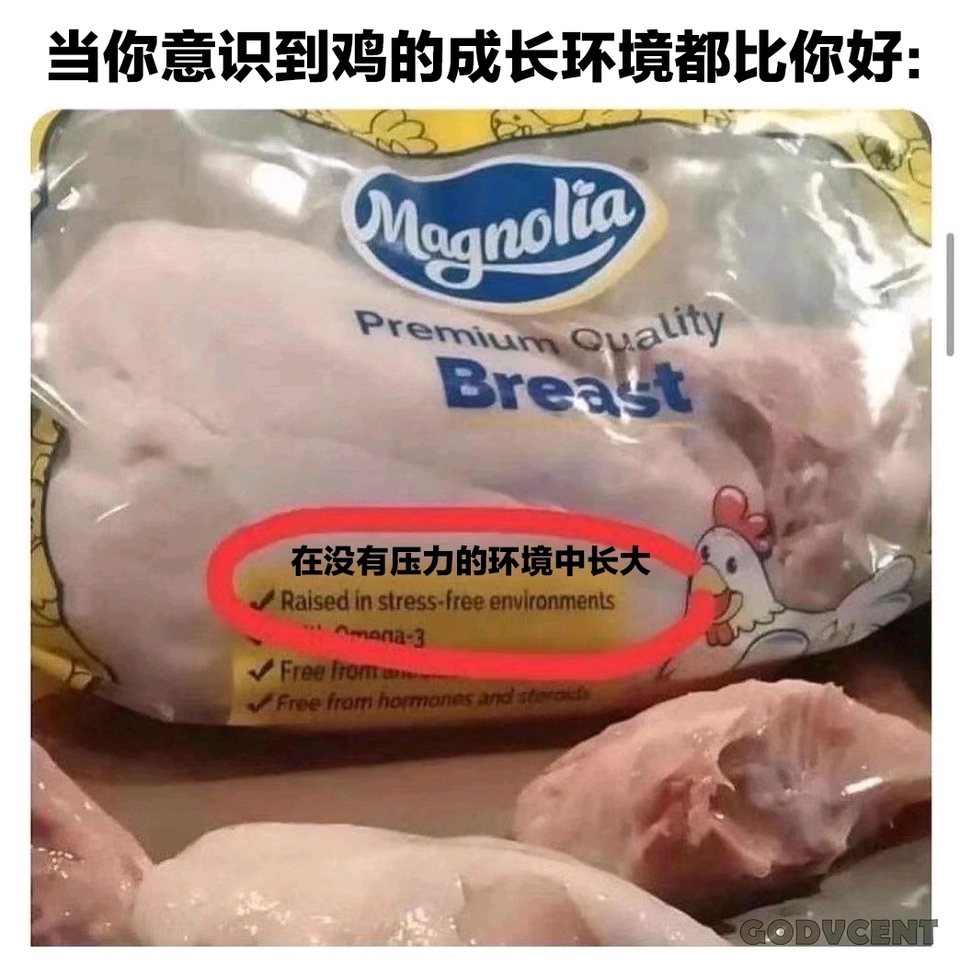 当你意识到鸡的成长环境都比你好:
Magnolia
Premium Quality
Breast
在没有压力的环境中长大
✓ Raised in stress-free environments
Omega-3
✓ Free from
✓ Free from hormones and steroids
GODVCENT